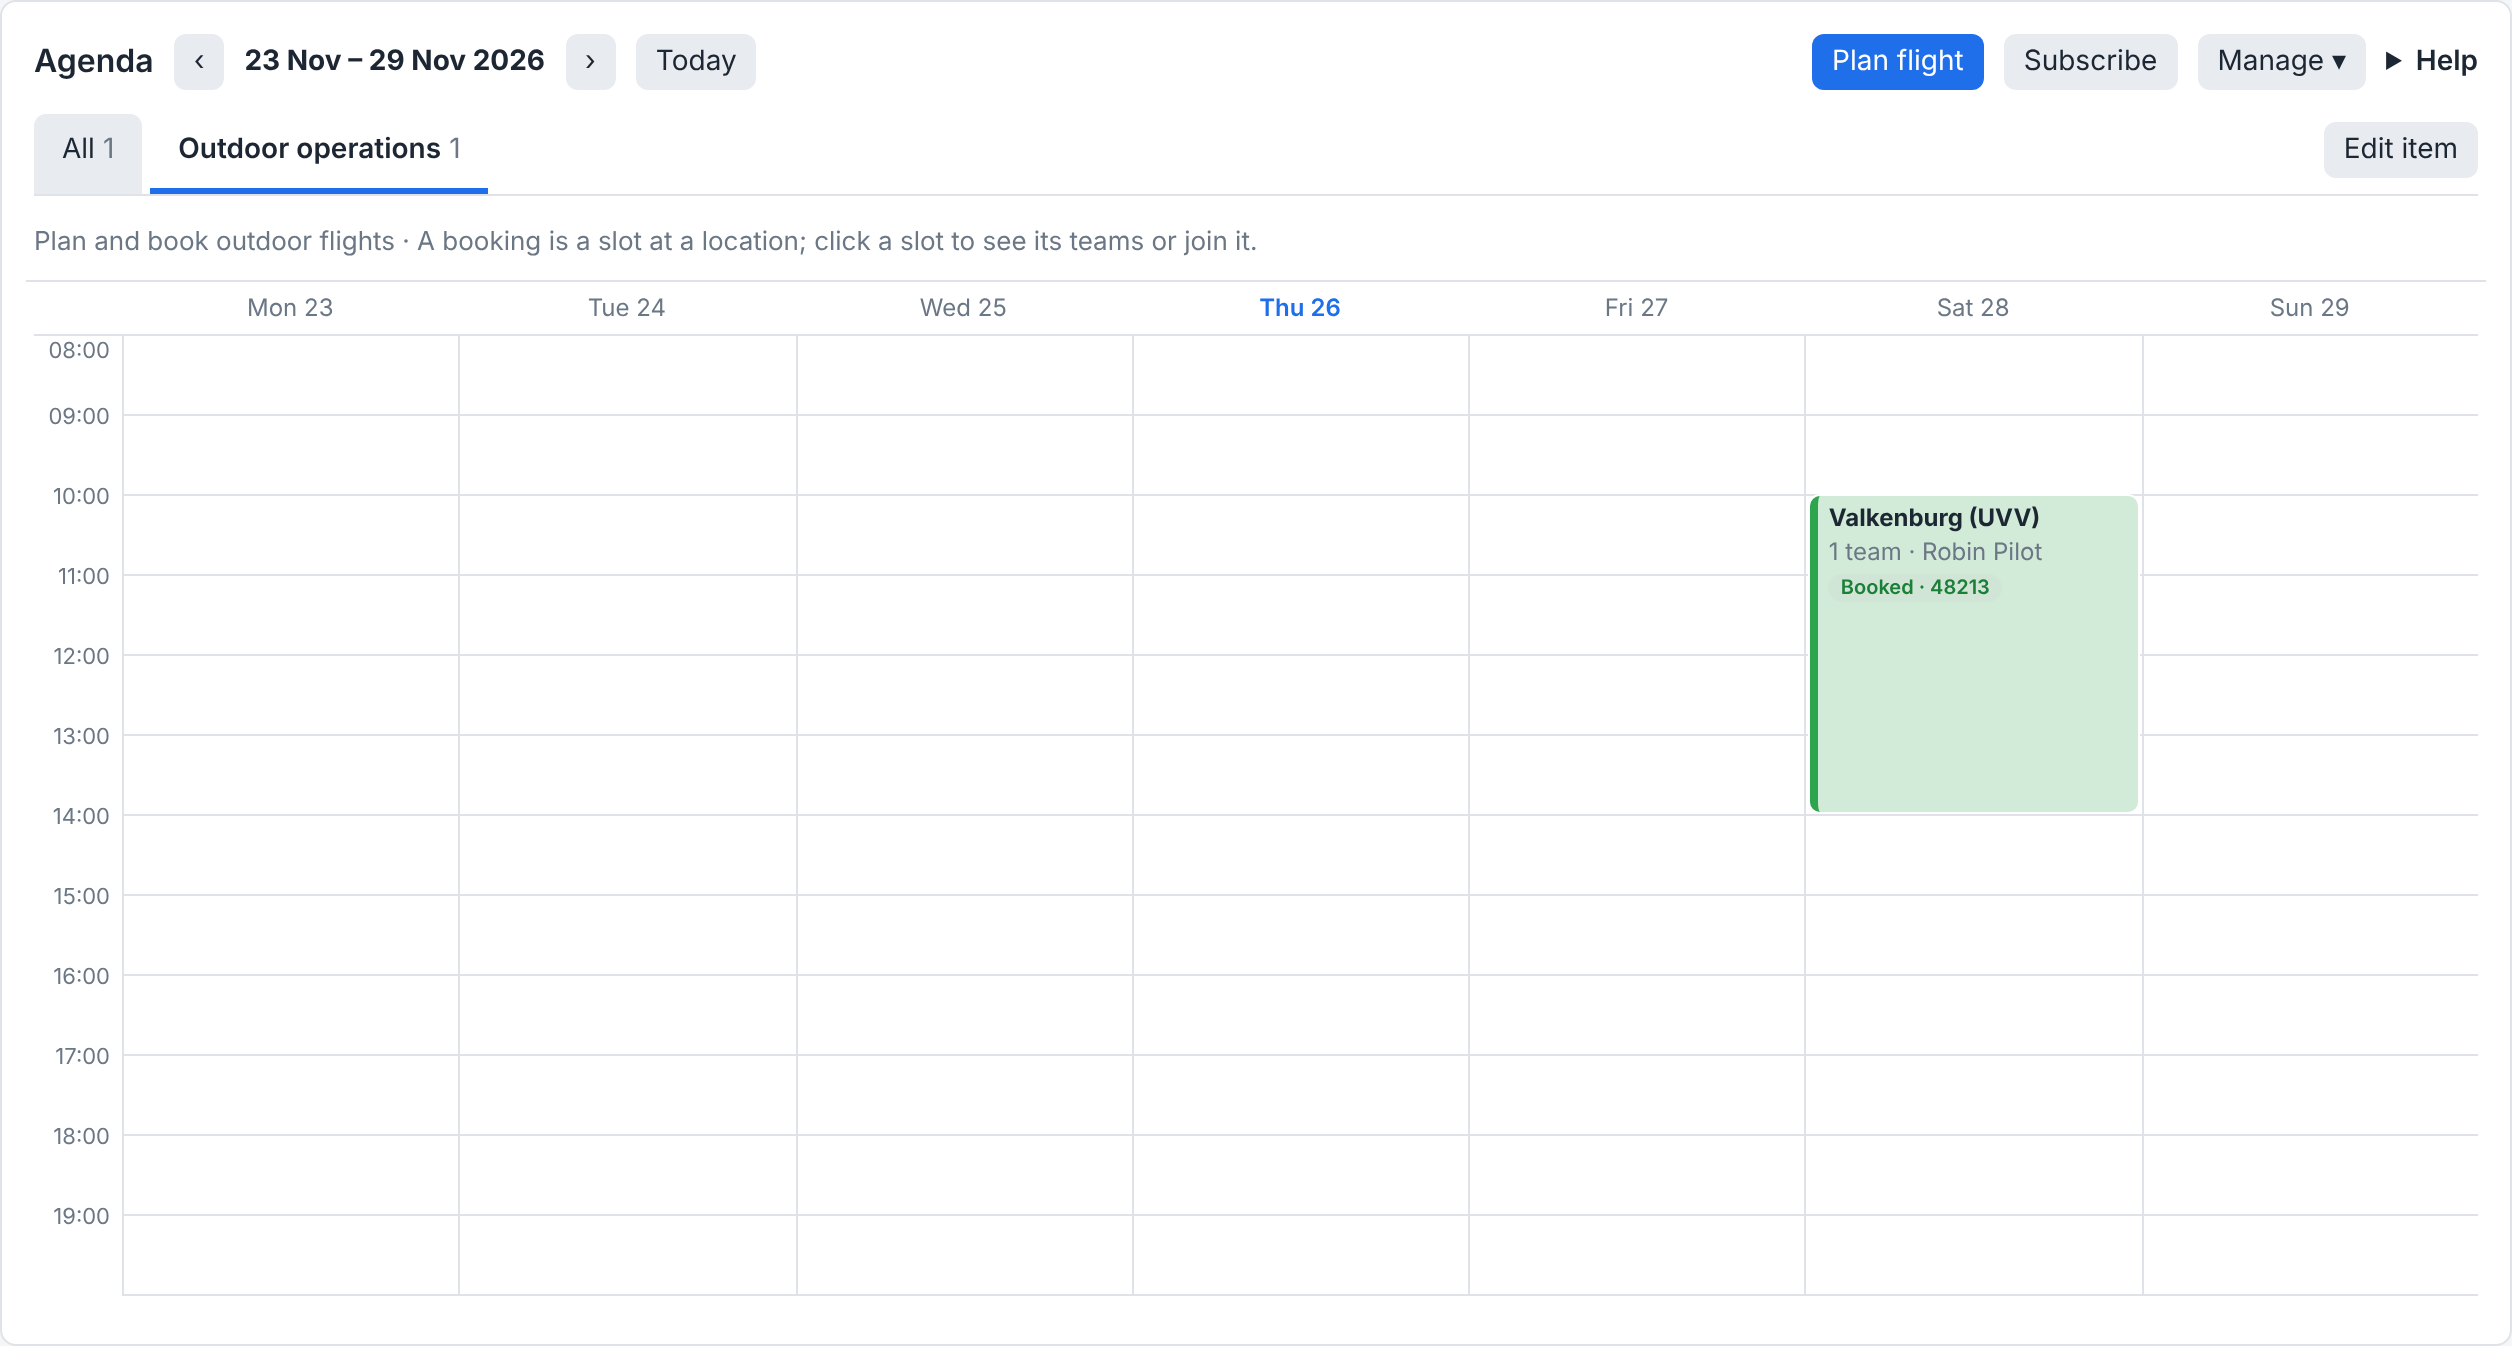 Agenda ‹ 23 Nov – 29 Nov 2026 › Today Plan flight Subscribe Manage ▾ ▶ Help
All 1 Outdoor operations 1 Edit item
Plan and book outdoor flights · A booking is a slot at a location; click a slot to see its teams or join it.
Mon 23 Tue 24 Wed 25 Thu 26 Fri 27 Sat 28 Sun 29
08:00
09:00
10:00
Valkenburg (UVV)
1 team · Robin Pilot
11:00
Booked · 48213
12:00
13:00
14:00
15:00
16:00
17:00
18:00
19:00